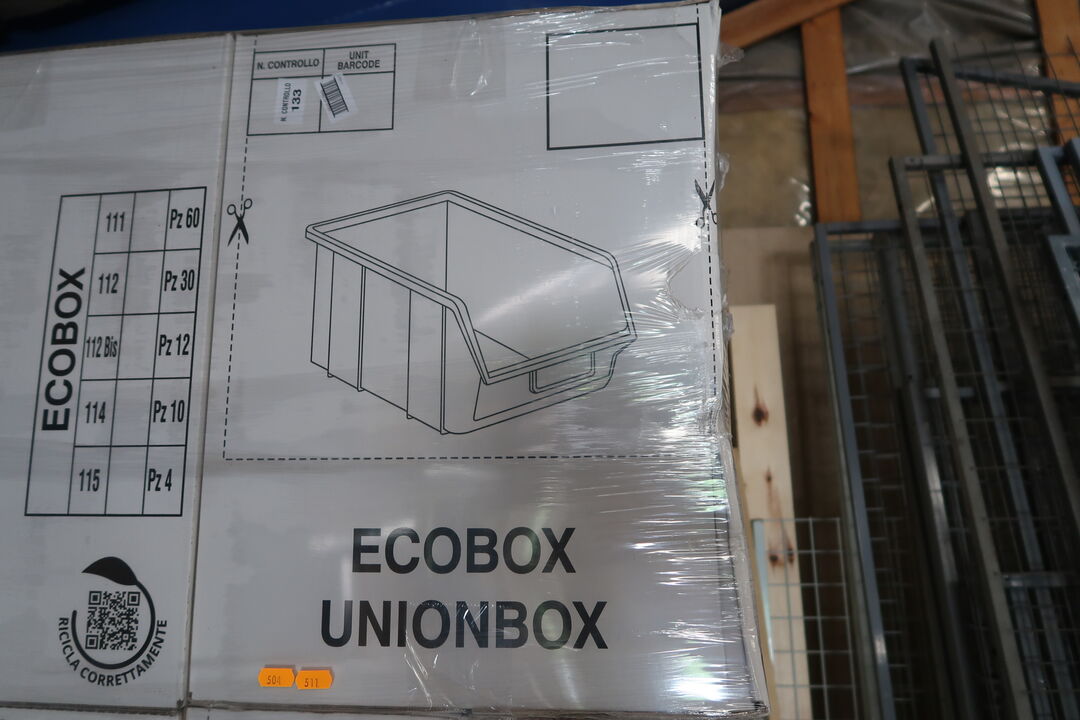 N. CONTROLLO UNIT BARCODE
N. CONTROLLO 133
ECOBOX
111 Pz 60
112 Pz 30
112 Bis Pz 12
114 Pz 10
115 Pz 4
ECOBOX
UNIONBOX
RICICLA CORRETTAMENTE
504 511